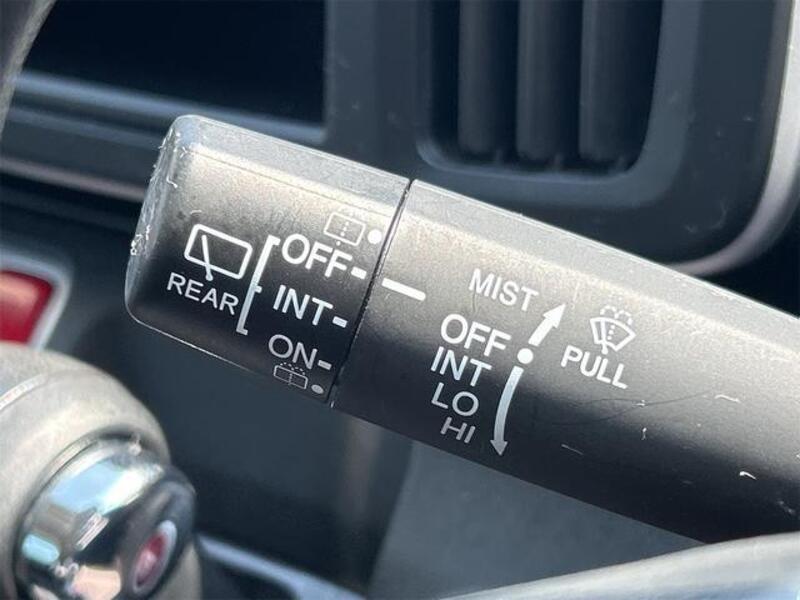 REAR
OFF
INT
ON
MIST
OFF
INT
LO
HI
PULL